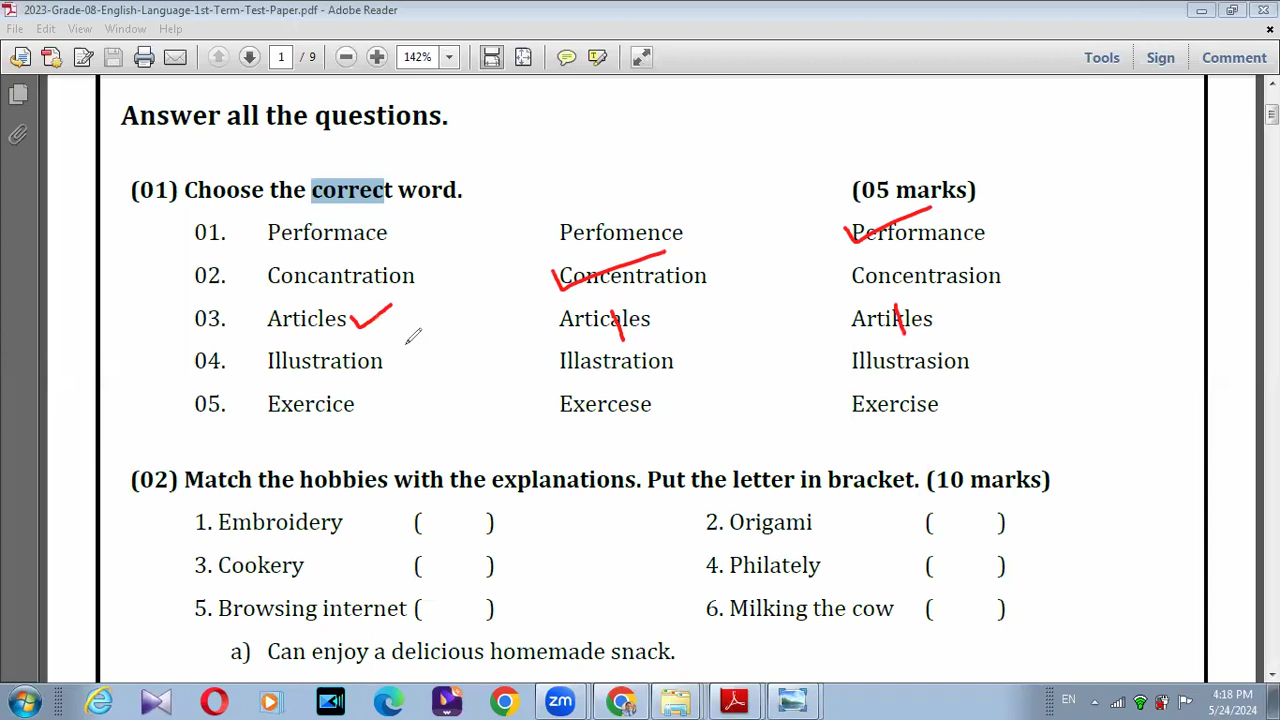 2023-Grade-08-English-Language-1st-Term-Test-Paper.pdf - Adobe Reader
File Edit View Window Help
1 / 9 142% Tools Sign Comment
Answer all the questions.
(01) Choose the correct word. (05 marks)
01. Performace Perfomence Performance
02. Concantration Concentration Concentrasion
03. Articles Articales Artikles
04. Illustration Illastration Illustrasion
05. Exercice Exercese Exercise
(02) Match the hobbies with the explanations. Put the letter in bracket. (10 marks)
1. Embroidery ( ) 2. Origami ( )
3. Cookery ( ) 4. Philately ( )
5. Browsing internet ( ) 6. Milking the cow ( )
a) Can enjoy a delicious homemade snack.
zm EN 4:18 PM
5/24/2024